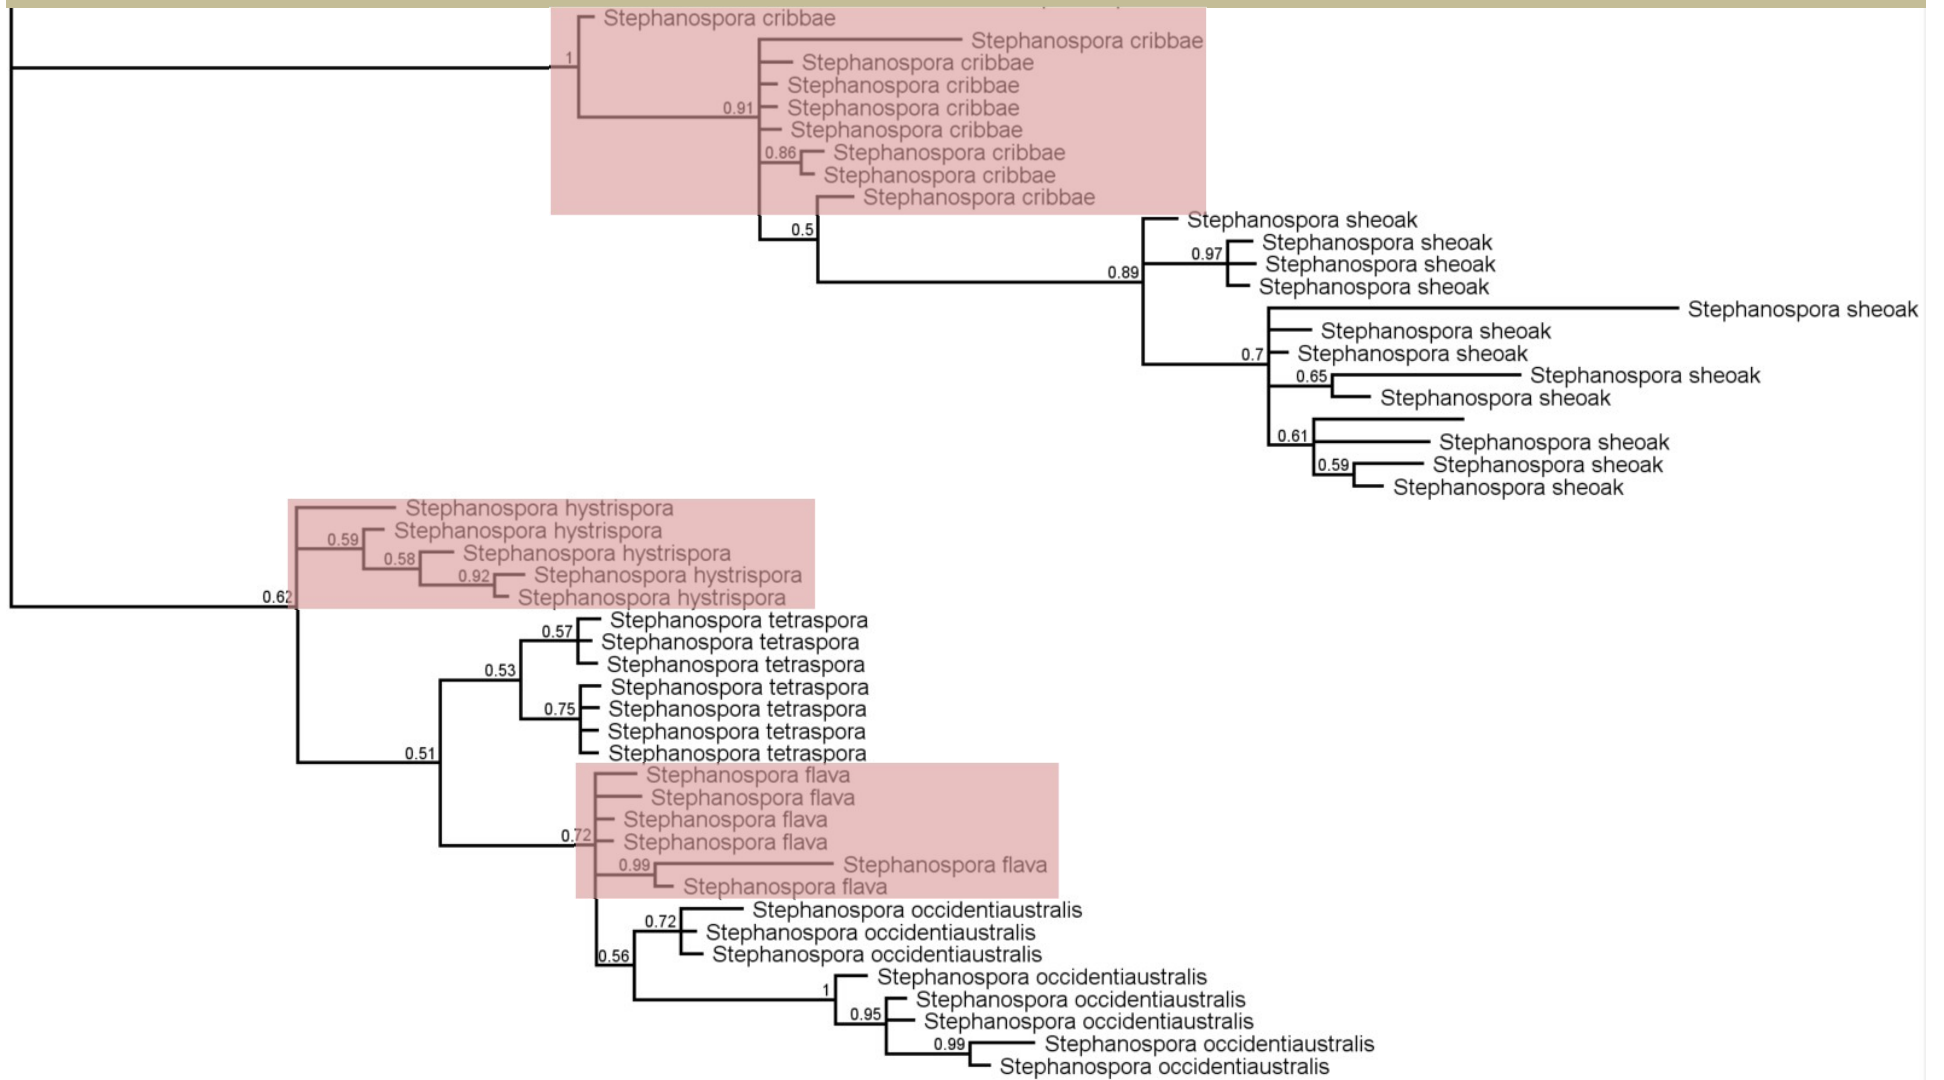 Stephanospora cribbae
Stephanospora cribbae
1
Stephanospora cribbae
Stephanospora cribbae
0.91
Stephanospora cribbae
Stephanospora cribbae
0.86
Stephanospora cribbae
Stephanospora cribbae
Stephanospora cribbae
Stephanospora sheoak
0.5
Stephanospora sheoak
0.97
Stephanospora sheoak
0.89
Stephanospora sheoak
Stephanospora sheoak
Stephanospora sheoak
0.7
Stephanospora sheoak
0.65
Stephanospora sheoak
Stephanospora sheoak
0.61
Stephanospora sheoak
0.59
Stephanospora sheoak
Stephanospora sheoak
Stephanospora hystrispora
Stephanospora hystrispora
0.59
Stephanospora hystrispora
0.58
0.92
Stephanospora hystrispora
0.62
Stephanospora hystrispora
Stephanospora tetraspora
0.57
Stephanospora tetraspora
0.53
Stephanospora tetraspora
Stephanospora tetraspora
0.75
Stephanospora tetraspora
Stephanospora tetraspora
0.51
Stephanospora tetraspora
Stephanospora flava
Stephanospora flava
Stephanospora flava
0.72
Stephanospora flava
0.99
Stephanospora flava
Stephanospora flava
Stephanospora occidentiaustralis
0.72
Stephanospora occidentiaustralis
0.56
Stephanospora occidentiaustralis
Stephanospora occidentiaustralis
1
Stephanospora occidentiaustralis
0.95
Stephanospora occidentiaustralis
0.99
Stephanospora occidentiaustralis
Stephanospora occidentiaustralis